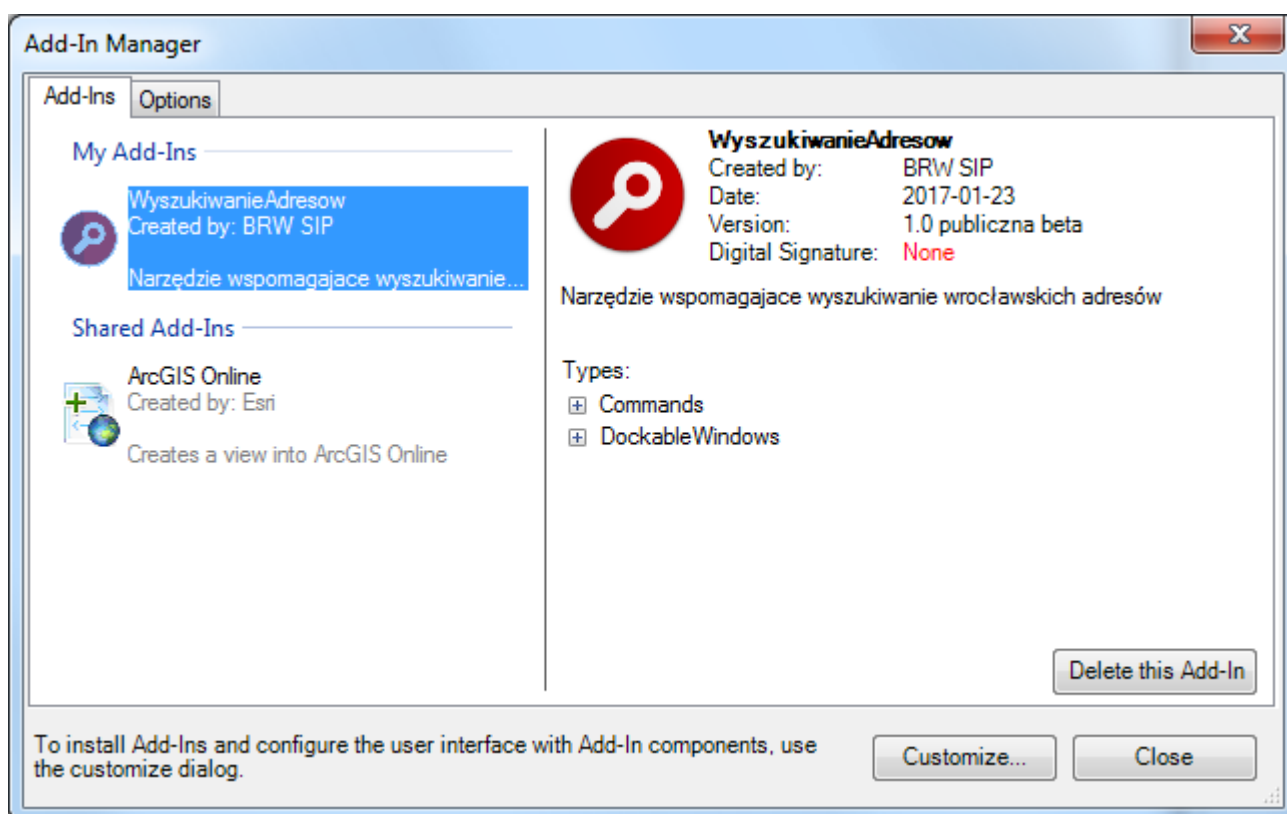 Add-In Manager
Add-Ins
Options
My Add-Ins
WyszukiwanieAdresow
Created by: BRW SIP
Narzędzie wspomagajace wyszukiwanie...
Shared Add-Ins
ArcGIS Online
Created by: Esri
Creates a view into ArcGIS Online
WyszukiwanieAdresow
Created by: BRW SIP
Date: 2017-01-23
Version: 1.0 publiczna beta
Digital Signature: None
Narzędzie wspomagajace wyszukiwanie wrocławskich adresów
Types:
Commands
DockableWindows
Delete this Add-In
To install Add-Ins and configure the user interface with Add-In components, use
the customize dialog.
Customize...
Close